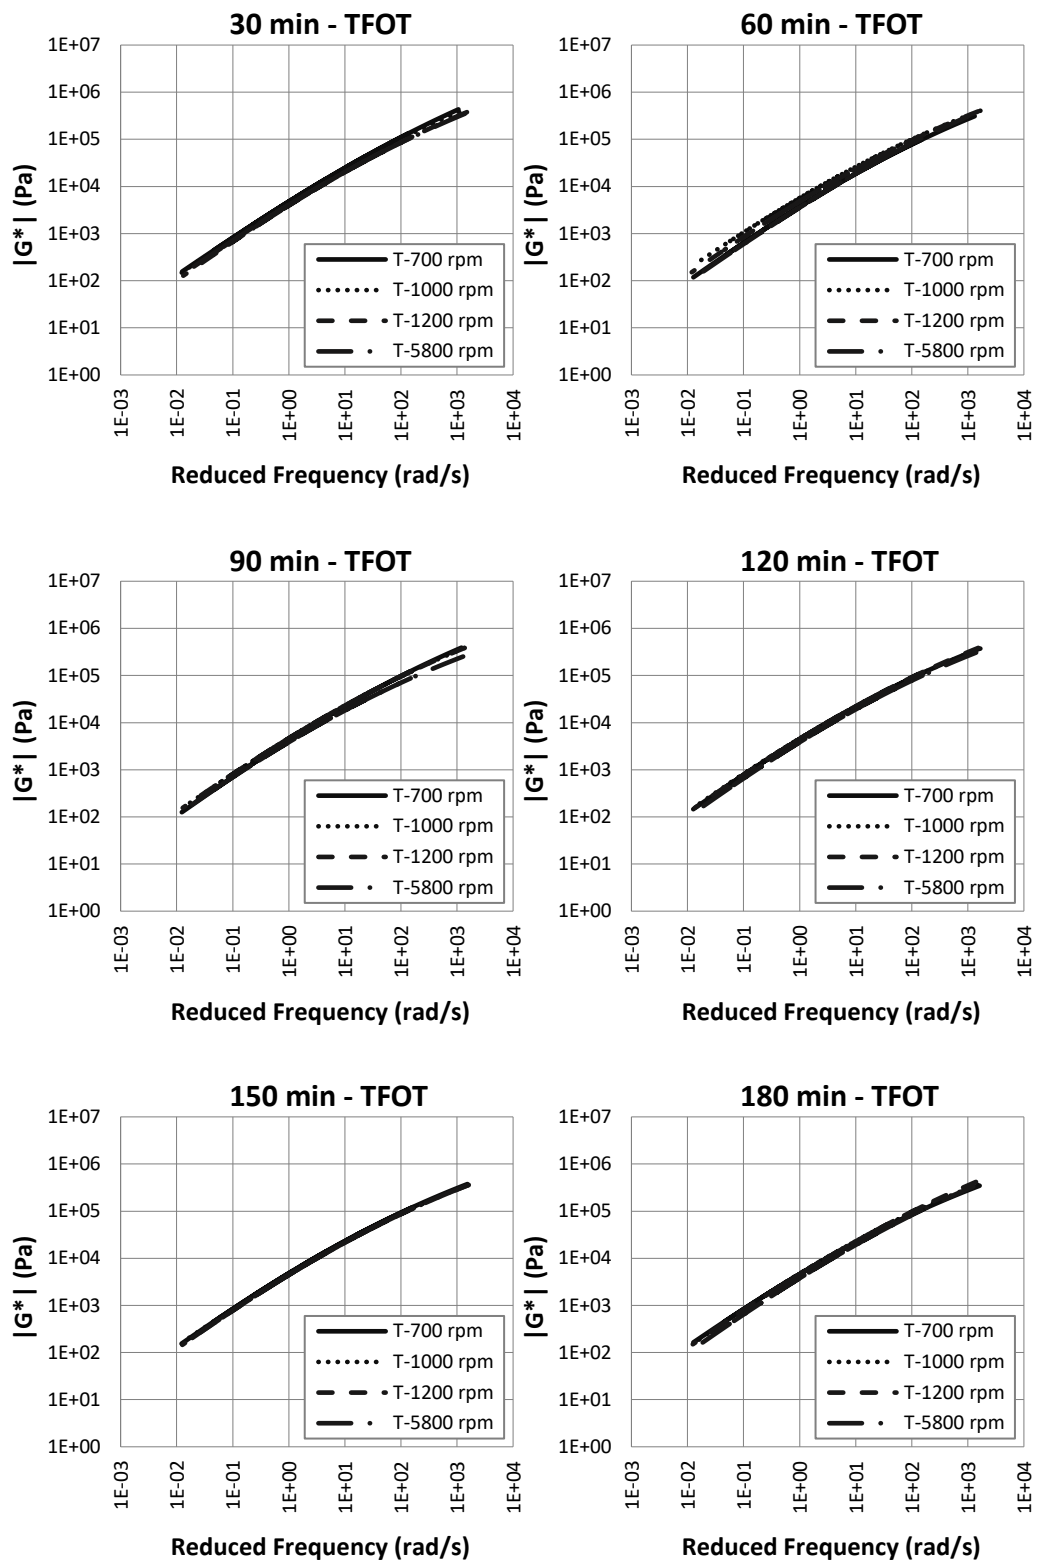 30 min - TFOT
1E+07
1E+06
1E+05
1E+04
1E+03
1E+02
1E+01
1E+00
|G*| (Pa)
T-700 rpm
T-1000 rpm
T-1200 rpm
T-5800 rpm
1E-03
1E-02
1E-01
1E+00
1E+01
1E+02
1E+03
1E+04
Reduced Frequency (rad/s)
60 min - TFOT
1E+07
1E+06
1E+05
1E+04
1E+03
1E+02
1E+01
1E+00
|G*| (Pa)
T-700 rpm
T-1000 rpm
T-1200 rpm
T-5800 rpm
1E-03
1E-02
1E-01
1E+00
1E+01
1E+02
1E+03
1E+04
Reduced Frequency (rad/s)
90 min - TFOT
1E+07
1E+06
1E+05
1E+04
1E+03
1E+02
1E+01
1E+00
|G*| (Pa)
T-700 rpm
T-1000 rpm
T-1200 rpm
T-5800 rpm
1E-03
1E-02
1E-01
1E+00
1E+01
1E+02
1E+03
1E+04
Reduced Frequency (rad/s)
120 min - TFOT
1E+07
1E+06
1E+05
1E+04
1E+03
1E+02
1E+01
1E+00
|G*| (Pa)
T-700 rpm
T-1000 rpm
T-1200 rpm
T-5800 rpm
1E-03
1E-02
1E-01
1E+00
1E+01
1E+02
1E+03
1E+04
Reduced Frequency (rad/s)
150 min - TFOT
1E+07
1E+06
1E+05
1E+04
1E+03
1E+02
1E+01
1E+00
|G*| (Pa)
T-700 rpm
T-1000 rpm
T-1200 rpm
T-5800 rpm
1E-03
1E-02
1E-01
1E+00
1E+01
1E+02
1E+03
1E+04
Reduced Frequency (rad/s)
180 min - TFOT
1E+07
1E+06
1E+05
1E+04
1E+03
1E+02
1E+01
1E+00
|G*| (Pa)
T-700 rpm
T-1000 rpm
T-1200 rpm
T-5800 rpm
1E-03
1E-02
1E-01
1E+00
1E+01
1E+02
1E+03
1E+04
Reduced Frequency (rad/s)